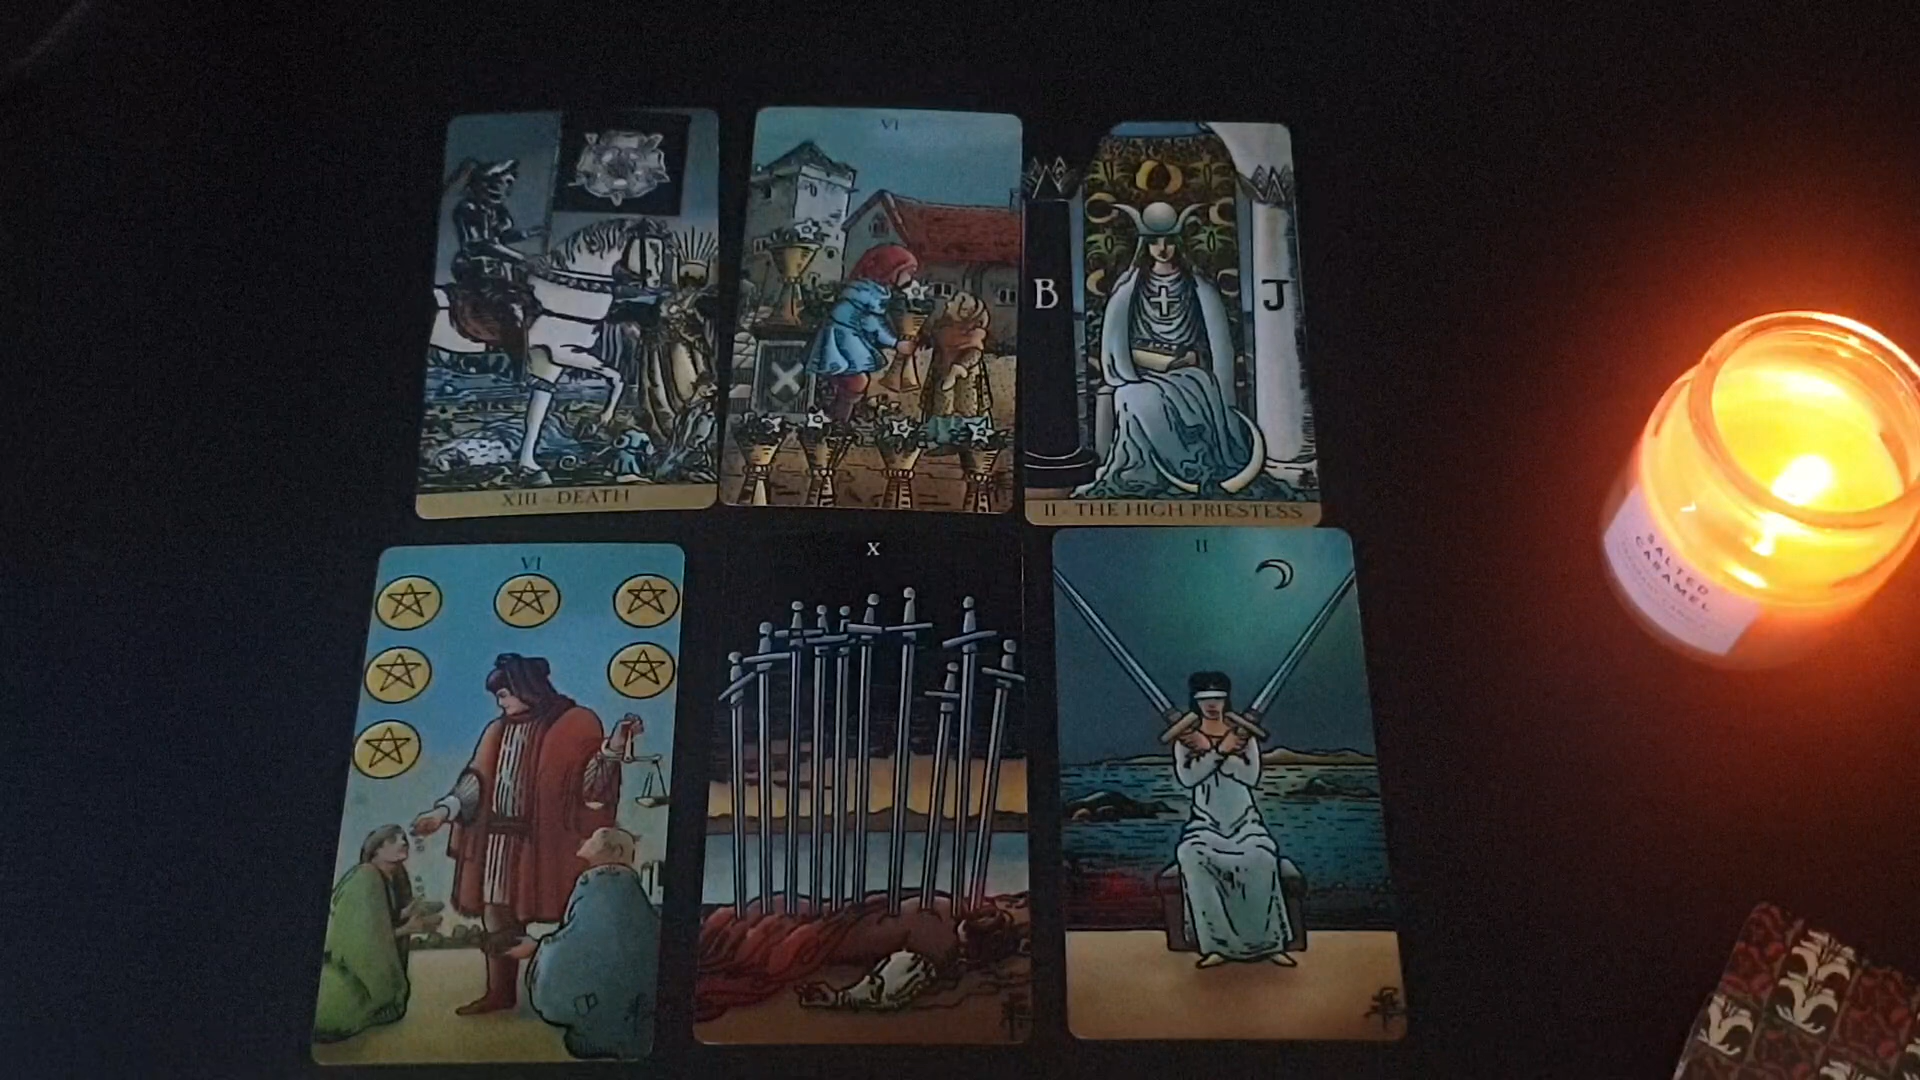 VI
B
J
XIII - DEATH
II - THE HIGH PRIESTESS
VI
X
II
SALTED
CARAMEL